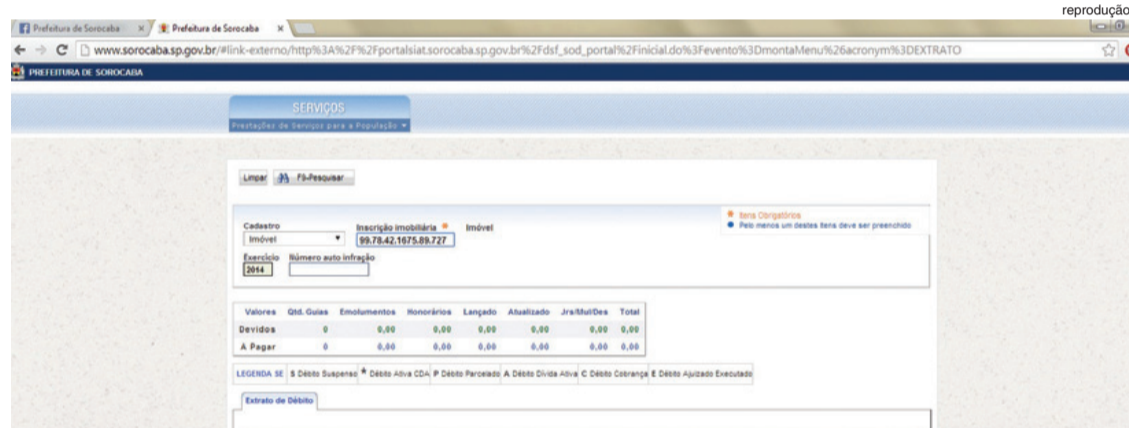 reprodução
Prefeitura de Sorocaba
Prefeitura de Sorocaba
www.sorocaba.sp.gov.br/#link-externo/http%3A%2F%2Fportalsiat.sorocaba.sp.gov.br%2Fdsf_sod_portal%2Finicial.do%3Fevento%3DmontaMenu%26acronym%3DEXTRATO
PREFEITURA DE SOROCABA
SERVIÇOS
Prestações de Serviços para a População
Limpar F9-Pesquisar
Itens Obrigatórios
Pelo menos um destes itens deve ser preenchido
Cadastro Inscrição imobiliária Imóvel
Imóvel 99.78.42.1675.89.727
Exercício Número auto infração
2014
Valores Qtd. Guias Emolumentos Honorários Lançado Atualizado Jrs/Mul/Des Total
Devidos 0 0,00 0,00 0,00 0,00 0,00 0,00
A Pagar 0 0,00 0,00 0,00 0,00 0,00 0,00
LEGENDA SE S Débito Suspenso * Débito Ativa CDA P Débito Parcelado A Débito Dívida Ativa C Débito Cobrança E Débito Ajuizado Executado
Extrato de Débito